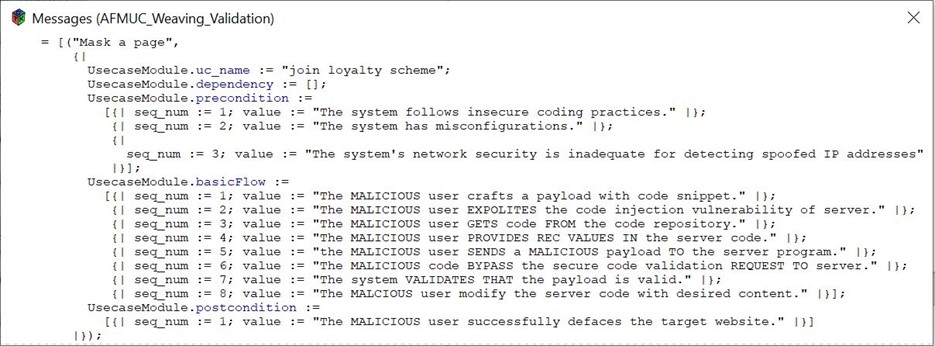 Messages (AFMUC_Weaving_Validation)
= [("Mask a page",
{|
UsecaseModule.uc_name := "join loyalty scheme";
UsecaseModule.dependency := [];
UsecaseModule.precondition :=
[{| seq_num := 1; value := "The system follows insecure coding practices." |};
{| seq_num := 2; value := "The system has misconfigurations." |};
{|
seq_num := 3; value := "The system's network security is inadequate for detecting spoofed IP addresses"
|}];
UsecaseModule.basicFlow :=
[{| seq_num := 1; value := "The MALICIOUS user crafts a payload with code snippet." |};
{| seq_num := 2; value := "The MALICIOUS user EXPOLITES the code injection vulnerability of server." |};
{| seq_num := 3; value := "The MALICIOUS user GETS code FROM the code repository." |};
{| seq_num := 4; value := "The MALICIOUS user PROVIDES REC VALUES IN the server code." |};
{| seq_num := 5; value := "the MALICIOUS user SENDS a MALICIOUS payload TO the server program." |};
{| seq_num := 6; value := "The MALICIOUS code BYPASS the secure code validation REQUEST TO server." |};
{| seq_num := 7; value := "The system VALIDATES THAT the payload is valid." |};
{| seq_num := 8; value := "The MALCIOUS user modify the server code with desired content." |}];
UsecaseModule.postcondition :=
[{| seq_num := 1; value := "The MALICIOUS user successfully defaces the target website." |}]
|});